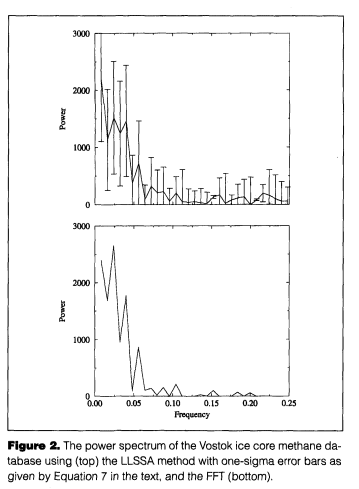 3000
2000
Power
1000
0
3000
2000
Power
1000
0
0.00 0.05 0.10 0.15 0.20 0.25
Frequency
Figure 2. The power spectrum of the Vostok ice core methane da-
tabase using (top) the LLSSA method with one-sigma error bars as
given by Equation 7 in the text, and the FFT (bottom).